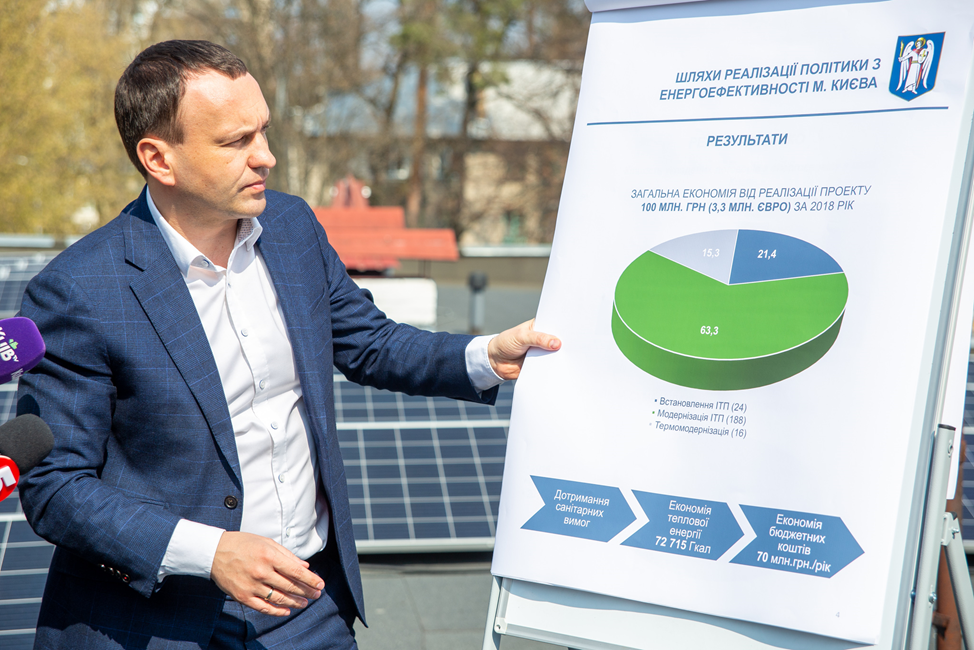 ШЛЯХИ РЕАЛІЗАЦІЇ ПОЛІТИКИ З
ЕНЕРГОЕФЕКТИВНОСТІ М. КИЄВА
РЕЗУЛЬТАТИ
ЗАГАЛЬНА ЕКОНОМІЯ ВІД РЕАЛІЗАЦІЇ ПРОЕКТУ
100 МЛН. ГРН (3,3 МЛН. ЄВРО) ЗА 2018 РІК
15,3
21,4
63,3
• Встановлення ІТП (24)
• Модернізація ІТП (188)
• Термомодернізація (16)
Дотримання
санітарних
вимог
Економія
теплової
енергії
72 715 Гкал
Економія
бюджетних
коштів
70 млн.грн./рік
4
5